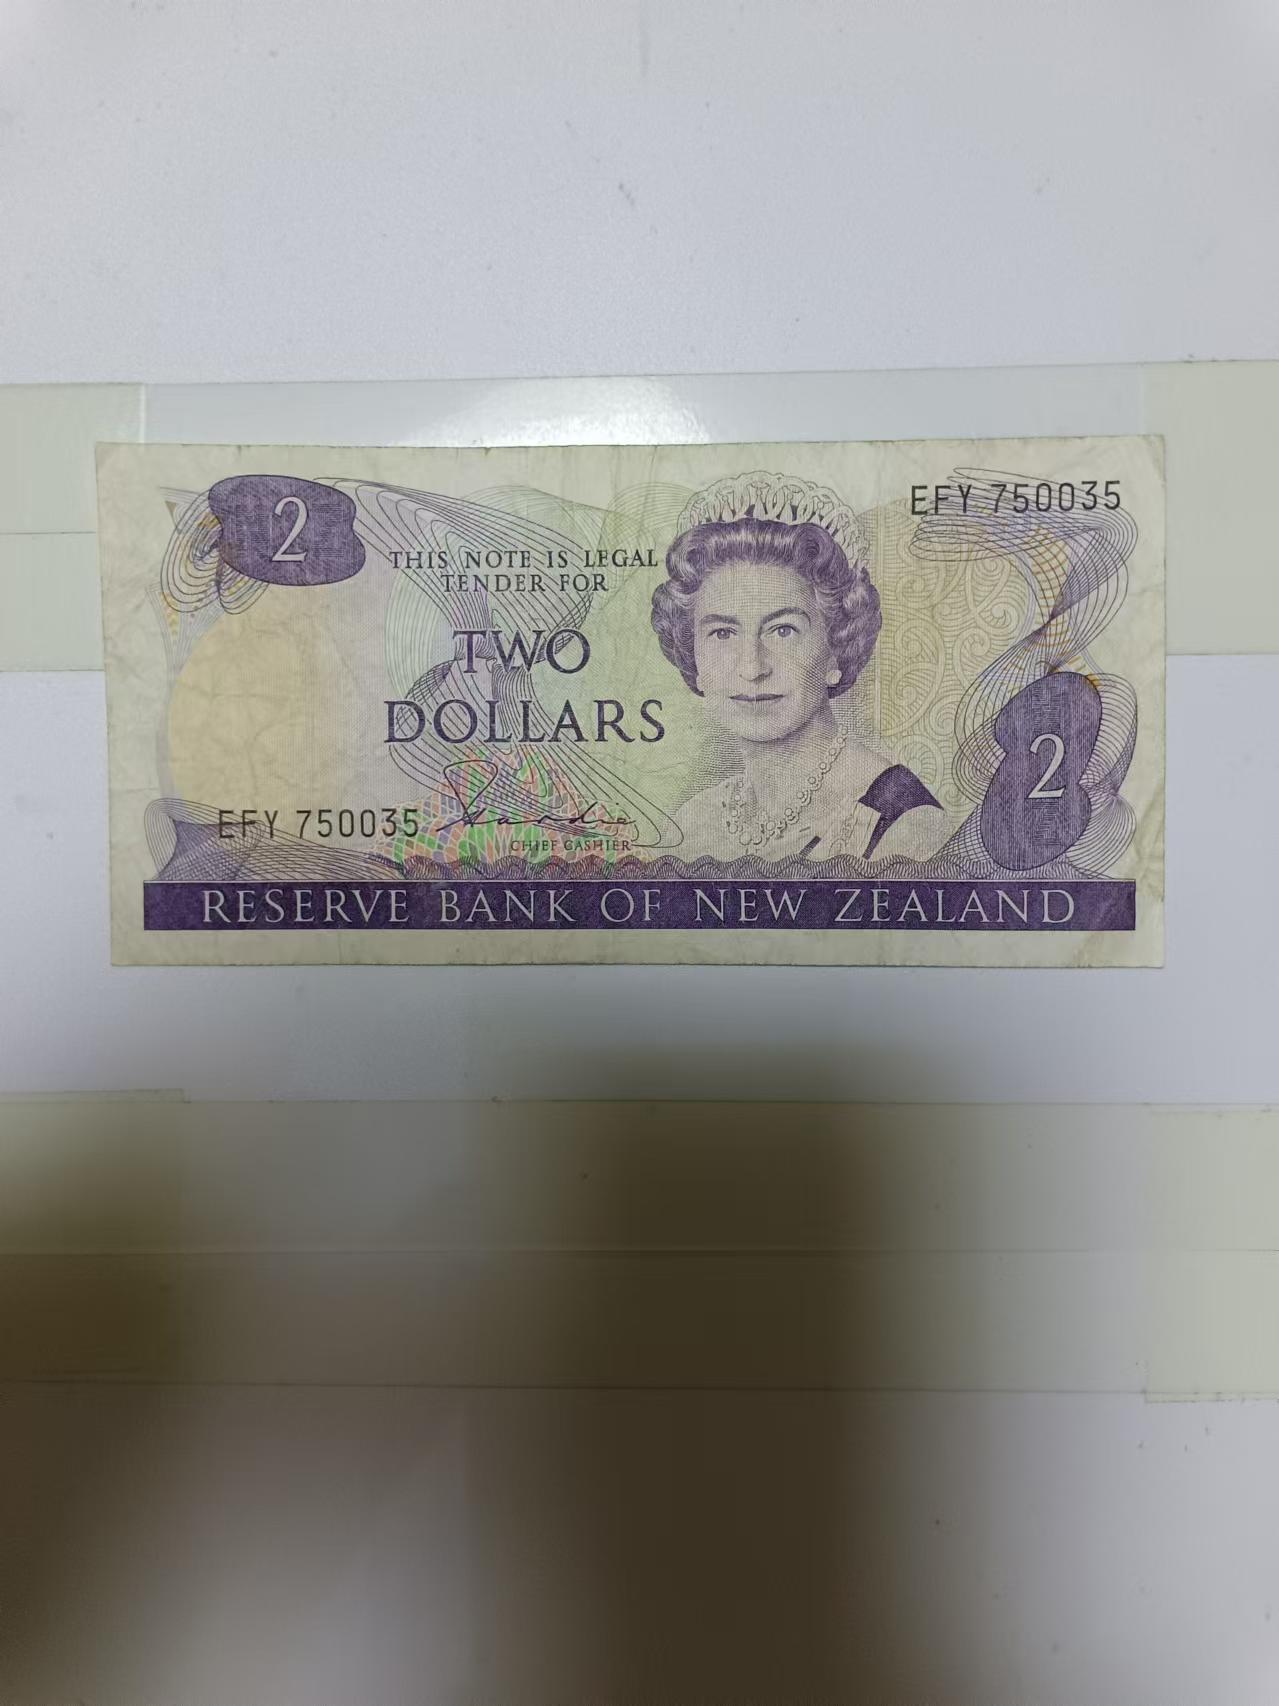 2
EFY 750035
THIS NOTE IS LEGAL
TENDER FOR
TWO
DOLLARS
2
EFY 750035
Hardie
CHIEF CASHIER
RESERVE BANK OF NEW ZEALAND